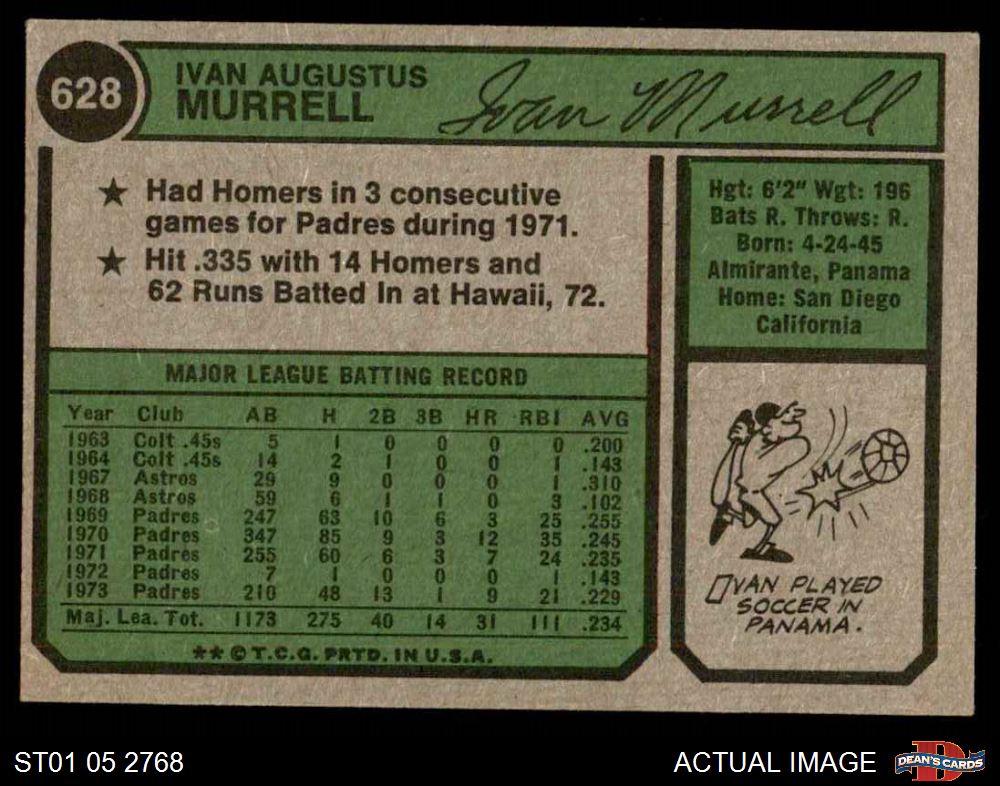 628
IVAN AUGUSTUS
MURRELL
Ivan Murrell
★ Had Homers in 3 consecutive
games for Padres during 1971.
★ Hit .335 with 14 Homers and
62 Runs Batted In at Hawaii, 72.
Hgt: 6'2" Wgt: 196
Bats R. Throws: R.
Born: 4-24-45
Almirante, Panama
Home: San Diego
California
MAJOR LEAGUE BATTING RECORD
Year Club AB H 2B 3B HR RBI AVG
1963 Colt .45s 5 1 0 0 0 0 .200
1964 Colt .45s 14 2 1 0 0 1 .143
1967 Astros 29 9 0 0 0 1 .310
1968 Astros 59 6 1 1 0 3 .102
1969 Padres 247 63 10 6 3 25 .255
1970 Padres 347 85 9 3 12 35 .245
1971 Padres 255 60 6 3 7 24 .235
1972 Padres 7 1 0 0 0 1 .143
1973 Padres 210 48 13 1 9 21 .229
Maj. Lea. Tot. 1173 275 40 14 31 111 .234
** © T.C.G. PRTD. IN U.S.A.
IVAN PLAYED
SOCCER IN
PANAMA.
ST01 05 2768
ACTUAL IMAGE
D
DEAN'S CARDS